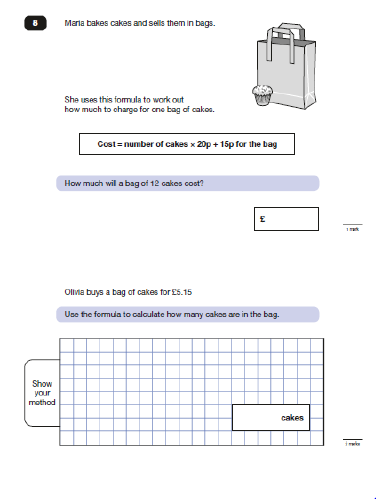 8
Maria bakes cakes and sells them in bags.
She uses this formula to work out
how much to charge for one bag of cakes.
Cost = number of cakes × 20p + 15p for the bag
How much will a bag of 12 cakes cost?
£
1 mark
Olivia buys a bag of cakes for £5.15
Use the formula to calculate how many cakes are in the bag.
Show
your
method
cakes